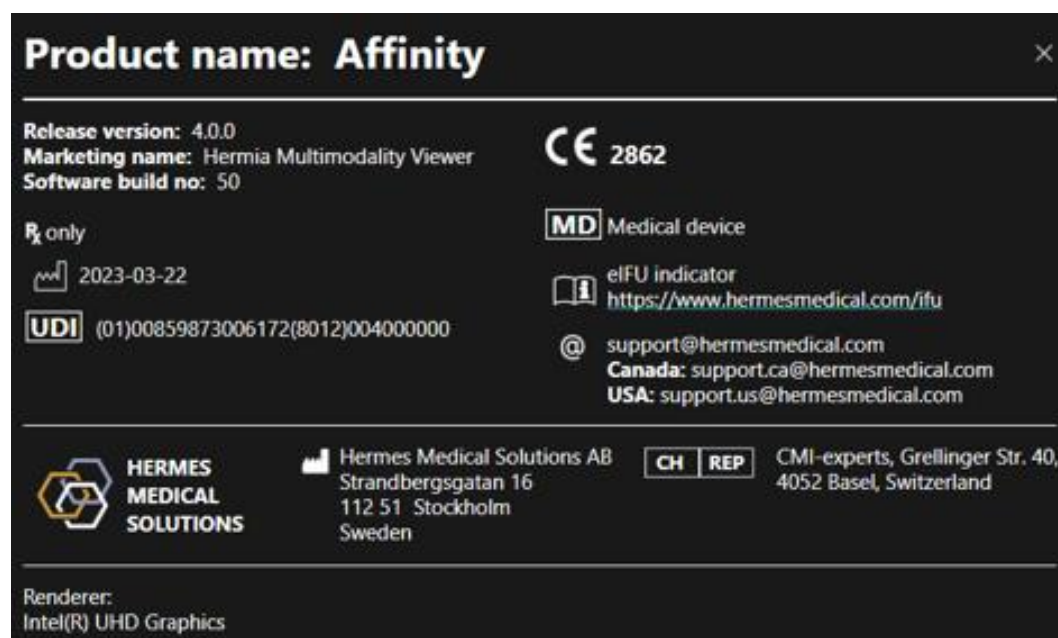 Product name: Affinity
Release version: 4.0.0
Marketing name: Hermia Multimodality Viewer
Software build no: 50
Rx only
2023-03-22
UDI (01)00859873006172(8012)004000000
CE 2862
MD Medical device
eIFU indicator
https://www.hermesmedical.com/ifu
@ support@hermesmedical.com
Canada: support.ca@hermesmedical.com
USA: support.us@hermesmedical.com
HERMES
MEDICAL
SOLUTIONS
Hermes Medical Solutions AB
Strandbergsgatan 16
112 51 Stockholm
Sweden
CH REP
CMI-experts, Grellinger Str. 40,
4052 Basel, Switzerland
Renderer:
Intel(R) UHD Graphics